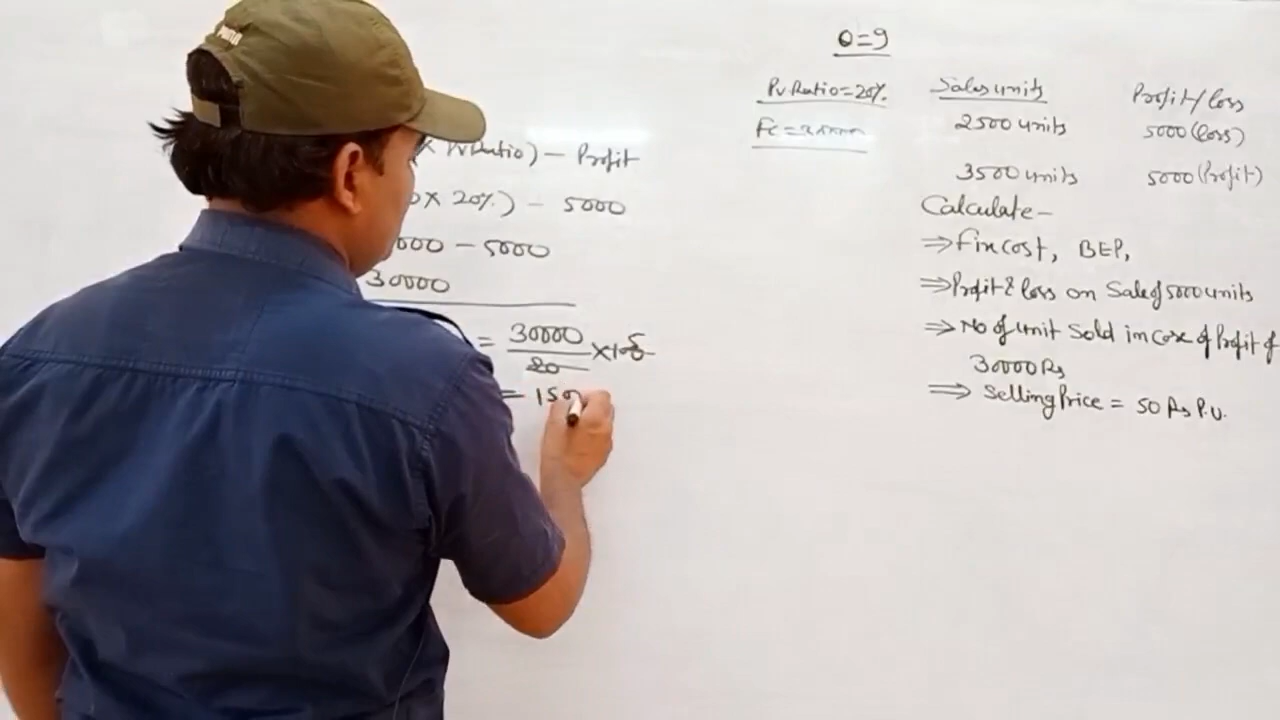 Q=9
PV Ratio=20% Sales units Profit/loss
Fc =
2500 units 5000 (loss)
3500 units 5000 (Profit)
Calculate-
⇒ fix cost, BEP,
⇒ Profit & loss on Sale of 5000 units
⇒ No of unit Sold in Case of Profit of
30000 Rs
⇒ Selling Price = 50 Rs P.U.
× PV Ratio) - Profit
× 20%) - 5000
000 - 5000
30000
= 30000
20
×100 5
= 150